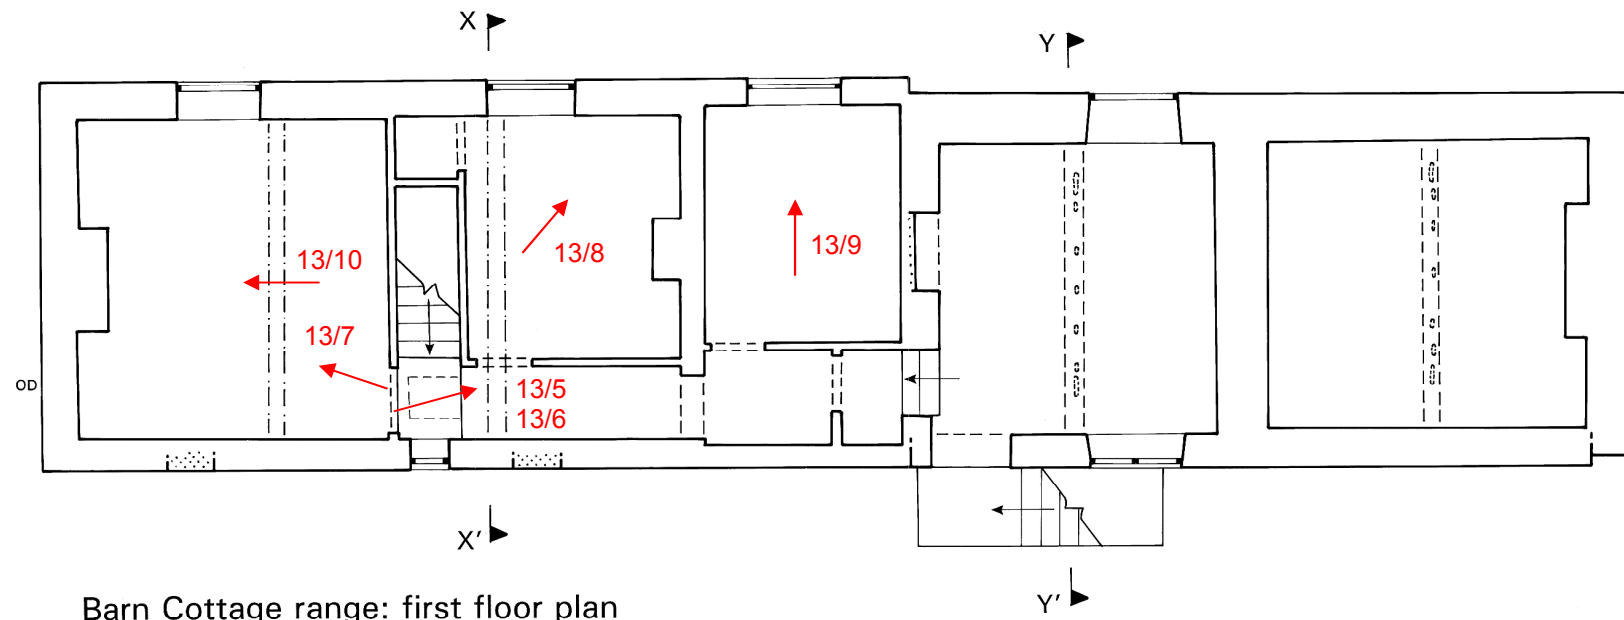 X
Y
13/8
13/9
13/10
13/7
OD
13/5
13/6
X'
Y'
Barn Cottage range: first floor plan